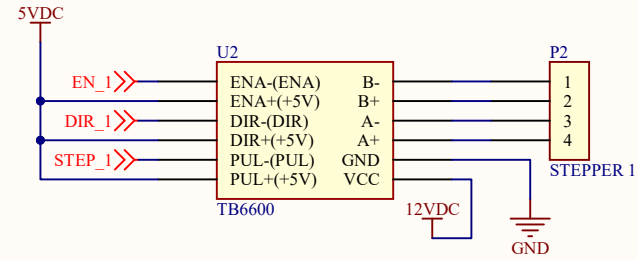 5VDC
U2
P2
EN_1
ENA-(ENA)
B-
1
ENA+(+5V)
B+
2
DIR_1
DIR-(DIR)
A-
3
DIR+(+5V)
A+
4
STEP_1
PUL-(PUL)
GND
PUL+(+5V)
VCC
STEPPER 1
TB6600
12VDC
GND